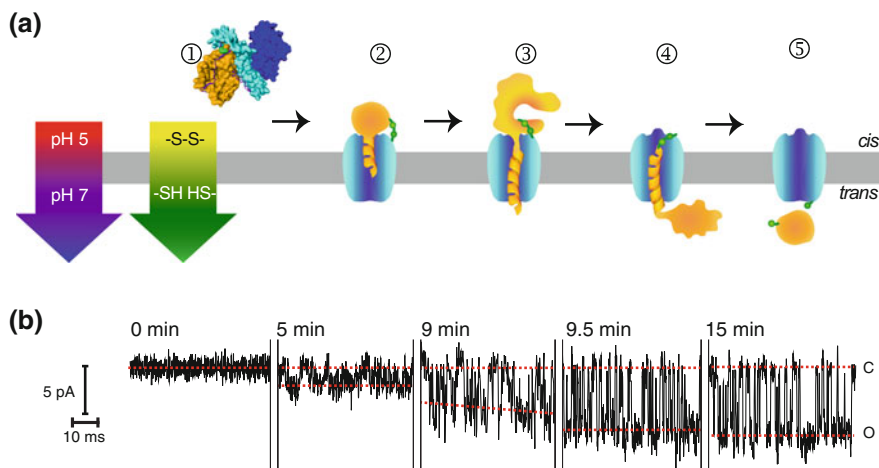 (a)
① ② ③ ④ ⑤
pH 5
-S-S-
cis
pH 7
-SH HS-
trans
(b)
0 min 5 min 9 min 9.5 min 15 min
C
5 pA
10 ms
O